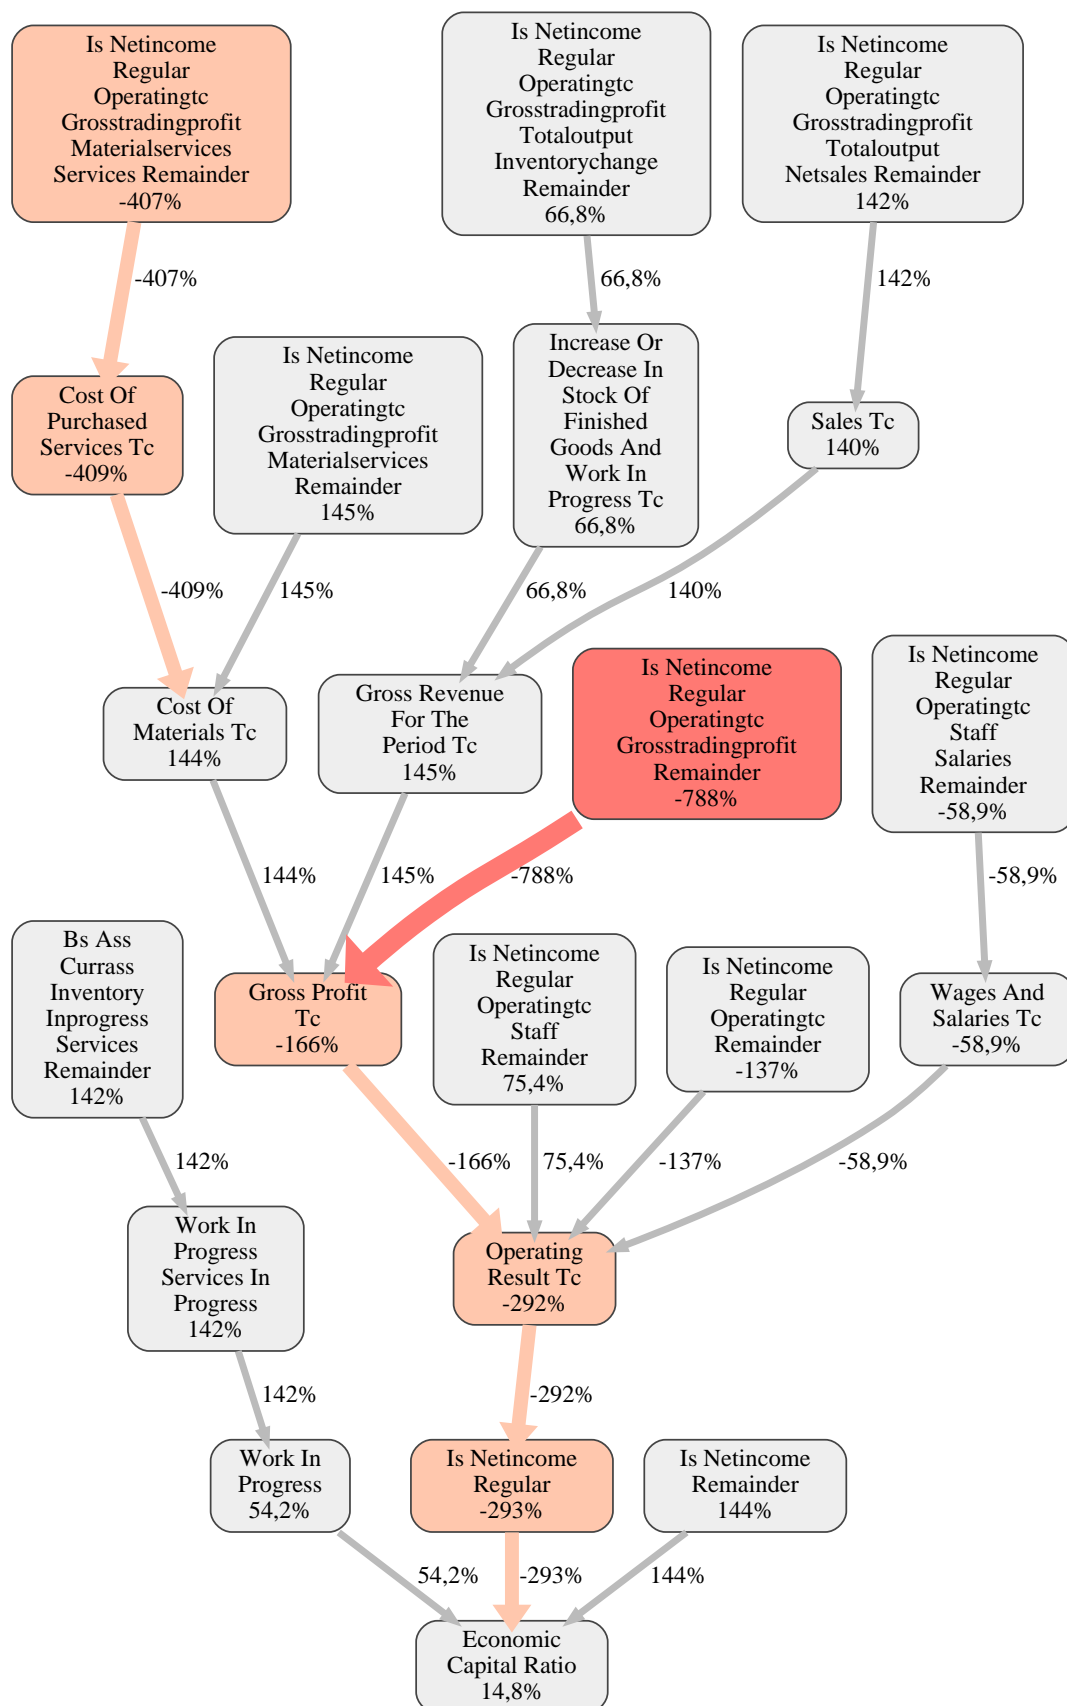 Is Netincome
Regular
Operatingtc
Grosstradingprofit
Materialservices
Services Remainder
-407%
Is Netincome
Regular
Operatingtc
Grosstradingprofit
Totaloutput
Inventorychange
Remainder
66,8%
Is Netincome
Regular
Operatingtc
Grosstradingprofit
Totaloutput
Netsales Remainder
142%
-407%
66,8%
142%
Cost Of
Purchased
Services Tc
-409%
Is Netincome
Regular
Operatingtc
Grosstradingprofit
Materialservices
Remainder
145%
Increase Or
Decrease In
Stock Of
Finished
Goods And
Work In
Progress Tc
66,8%
Sales Tc
140%
-409%
145%
66,8%
140%
Cost Of
Materials Tc
144%
Gross Revenue
For The
Period Tc
145%
Is Netincome
Regular
Operatingtc
Grosstradingprofit
Remainder
-788%
Is Netincome
Regular
Operatingtc
Staff
Salaries
Remainder
-58,9%
144%
145%
-788%
-58,9%
Bs Ass
Currass
Inventory
Inprogress
Services
Remainder
142%
Gross Profit
Tc
-166%
Is Netincome
Regular
Operatingtc
Staff
Remainder
75,4%
Is Netincome
Regular
Operatingtc
Remainder
-137%
Wages And
Salaries Tc
-58,9%
142%
-166%
75,4%
-137%
-58,9%
Work In
Progress
Services In
Progress
142%
Operating
Result Tc
-292%
142%
-292%
Work In
Progress
54,2%
Is Netincome
Regular
-293%
Is Netincome
Remainder
144%
54,2%
-293%
144%
Economic
Capital Ratio
14,8%